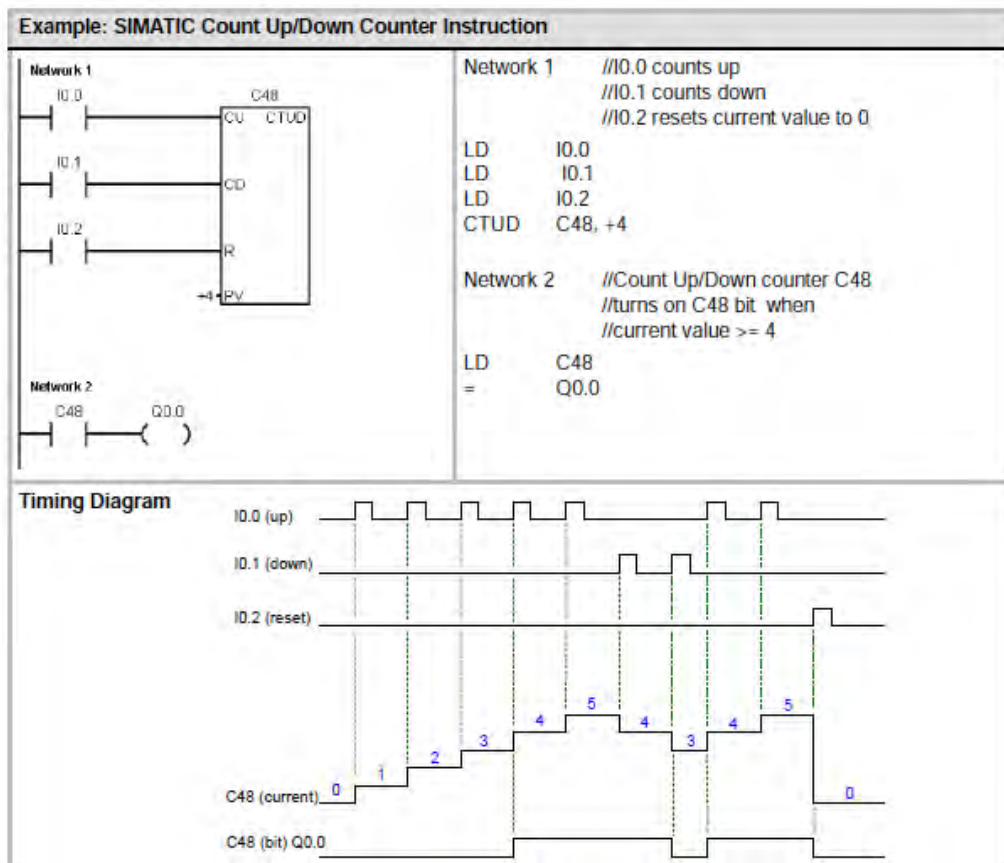 Example: SIMATIC Count Up/Down Counter Instruction
Network 1
I0.0
C48
CU CTUD
I0.1
CD
I0.2
R
+4 PV
Network 2
C48 Q0.0
Network 1 //I0.0 counts up
//I0.1 counts down
//I0.2 resets current value to 0
LD I0.0
LD I0.1
LD I0.2
CTUD C48, +4
Network 2 //Count Up/Down counter C48
//turns on C48 bit when
//current value >= 4
LD C48
= Q0.0
Timing Diagram
I0.0 (up)
I0.1 (down)
I0.2 (reset)
C48 (current) 0 1 2 3 4 5 4 3 4 5 0
C48 (bit) Q0.0